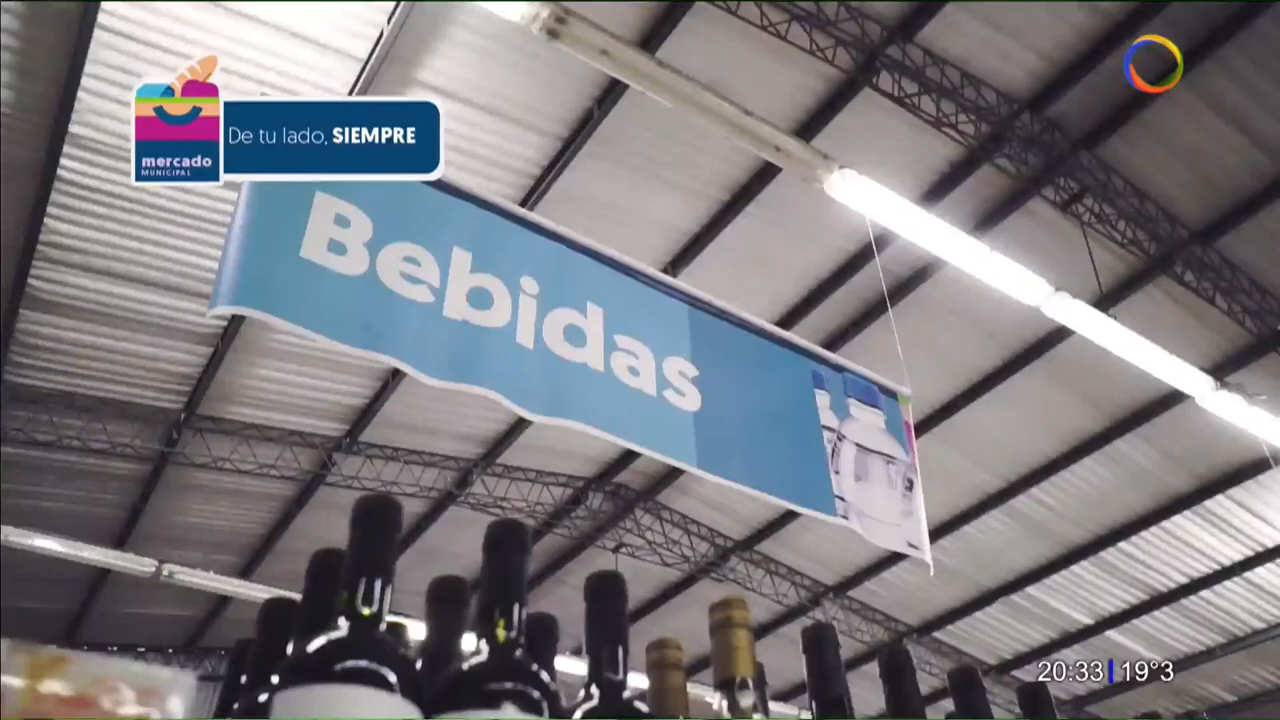 De tu lado, SIEMPRE
mercado
MUNICIPAL
Bebidas
20:33 19°3